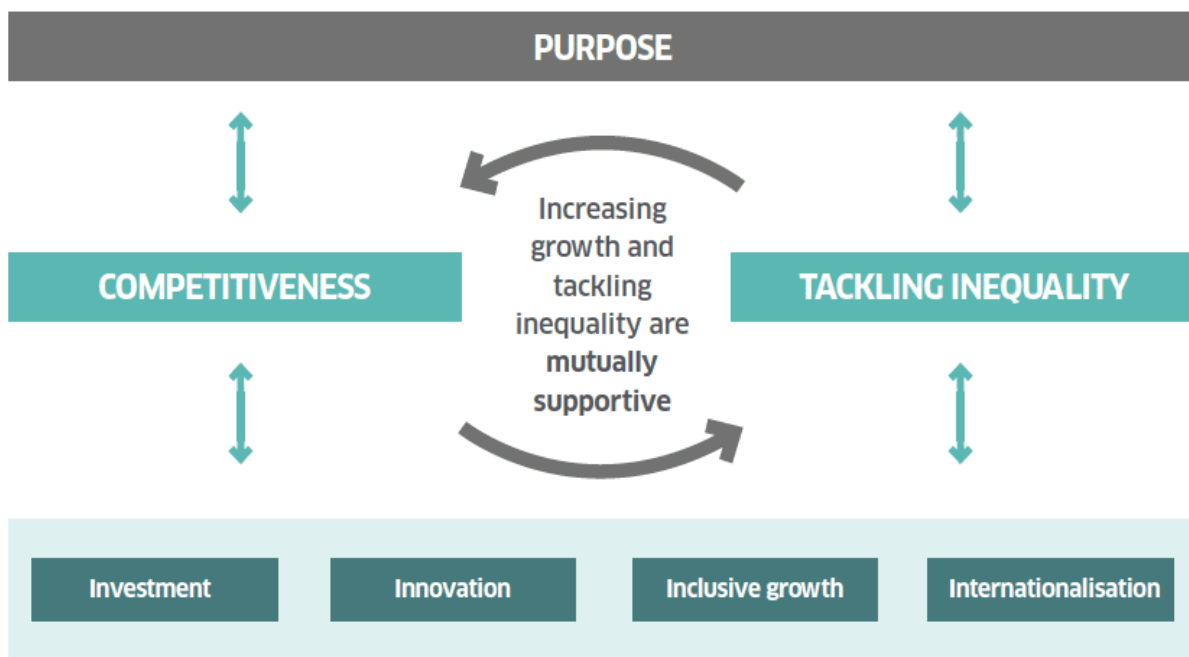 PURPOSE
Increasing
growth and
tackling
inequality are
mutually
supportive
COMPETITIVENESS
TACKLING INEQUALITY
Investment
Innovation
Inclusive growth
Internationalisation